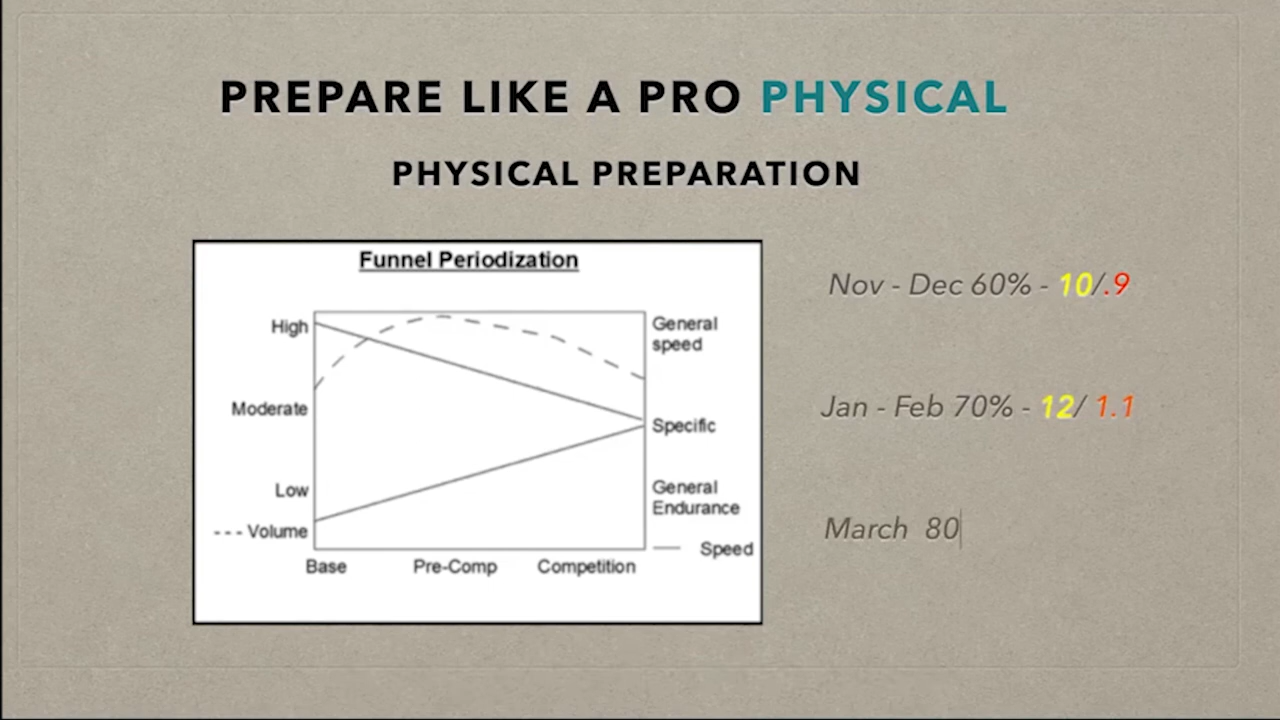 PREPARE LIKE A PRO PHYSICAL
PHYSICAL PREPARATION
Funnel Periodization
High
Moderate
Low
--- Volume
General
speed
Specific
General
Endurance
— Speed
Base Pre-Comp Competition
Nov - Dec 60% - 10/.9
Jan - Feb 70% - 12/ 1.1
March 80